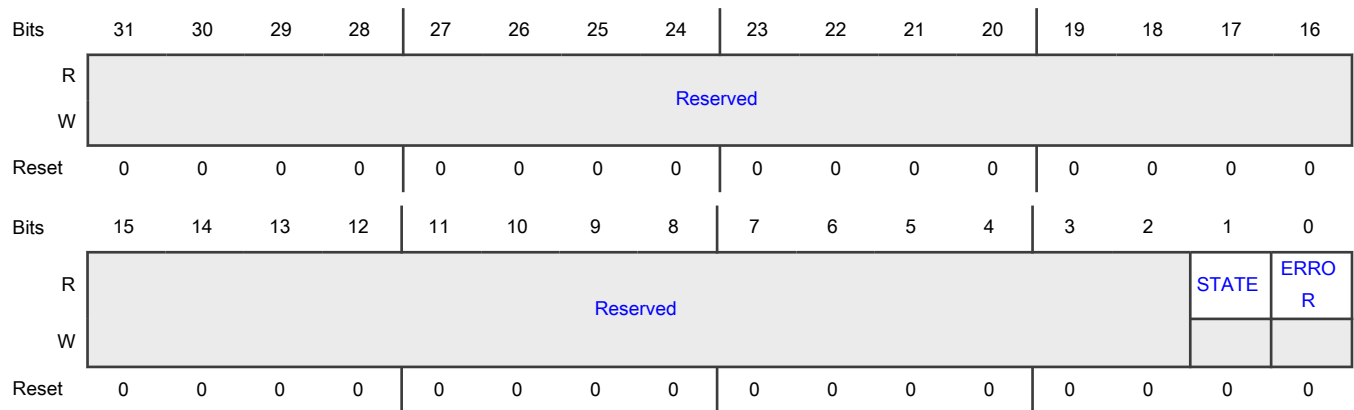 Bits 31 30 29 28 27 26 25 24 23 22 21 20 19 18 17 16
R
Reserved
W
Reset 0 0 0 0 0 0 0 0 0 0 0 0 0 0 0 0
Bits 15 14 13 12 11 10 9 8 7 6 5 4 3 2 1 0
R Reserved STATE ERRO
R
W
Reset 0 0 0 0 0 0 0 0 0 0 0 0 0 0 0 0